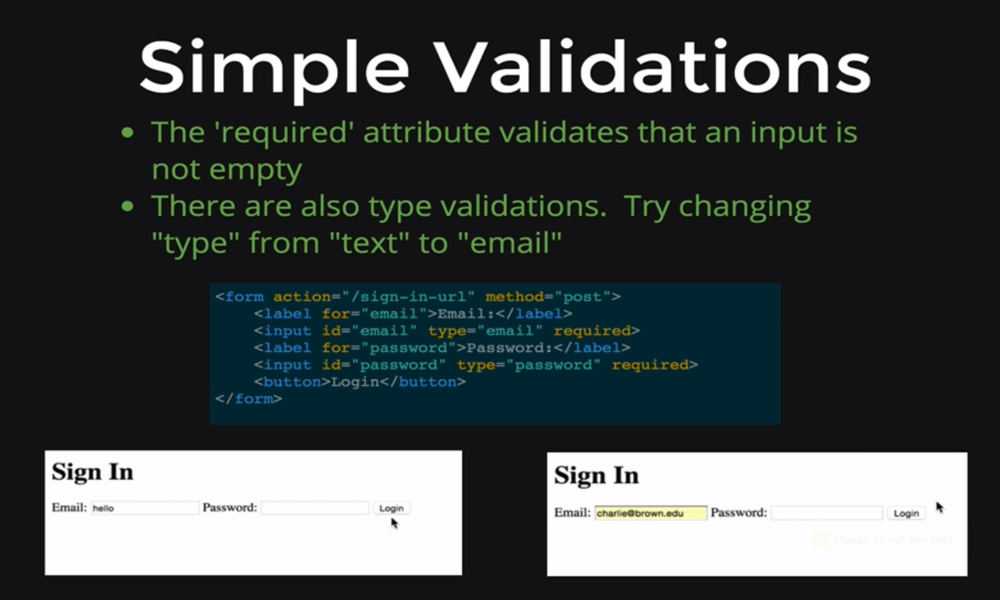 Simple Validations
• The 'required' attribute validates that an input is
not empty
• There are also type validations.  Try changing
"type" from "text" to "email"
<form action="/sign-in-url" method="post">
    <label for="email">Email:</label>
    <input id="email" type="email" required>
    <label for="password">Password:</label>
    <input id="password" type="password" required>
    <button>Login</button>
</form>
Sign In
Email: hello Password: Login
Sign In
Email: charlie@brown.edu Password: Login
Please fill out this field